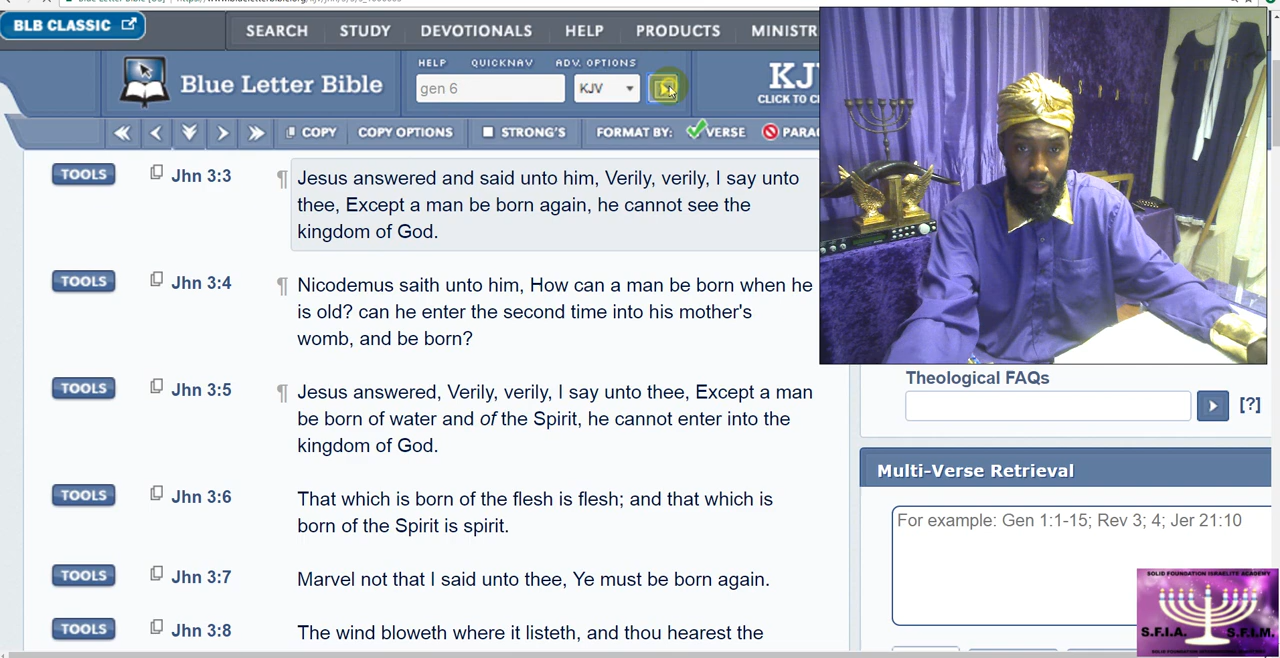 BLB CLASSIC
SEARCH STUDY DEVOTIONALS HELP PRODUCTS MINISTR
HELP QUICKNAV ADV. OPTIONS
Blue Letter Bible
gen 6
KJV
CLICK TO C
COPY COPY OPTIONS STRONG'S FORMAT BY: VERSE PARA
TOOLS Jhn 3:3 ¶ Jesus answered and said unto him, Verily, verily, I say unto
thee, Except a man be born again, he cannot see the
kingdom of God.
TOOLS Jhn 3:4 ¶ Nicodemus saith unto him, How can a man be born when he
is old? can he enter the second time into his mother's
womb, and be born?
TOOLS Jhn 3:5 ¶ Jesus answered, Verily, verily, I say unto thee, Except a man
be born of water and of the Spirit, he cannot enter into the
kingdom of God.
TOOLS Jhn 3:6 That which is born of the flesh is flesh; and that which is
born of the Spirit is spirit.
TOOLS Jhn 3:7 Marvel not that I said unto thee, Ye must be born again.
TOOLS Jhn 3:8 The wind bloweth where it listeth, and thou hearest the
Theological FAQs
[?]
Multi-Verse Retrieval
For example: Gen 1:1-15; Rev 3; 4; Jer 21:10
SOLID FOUNDATION ISRAELITE ACADEMY
S.F.I.A. S.F.I.M.